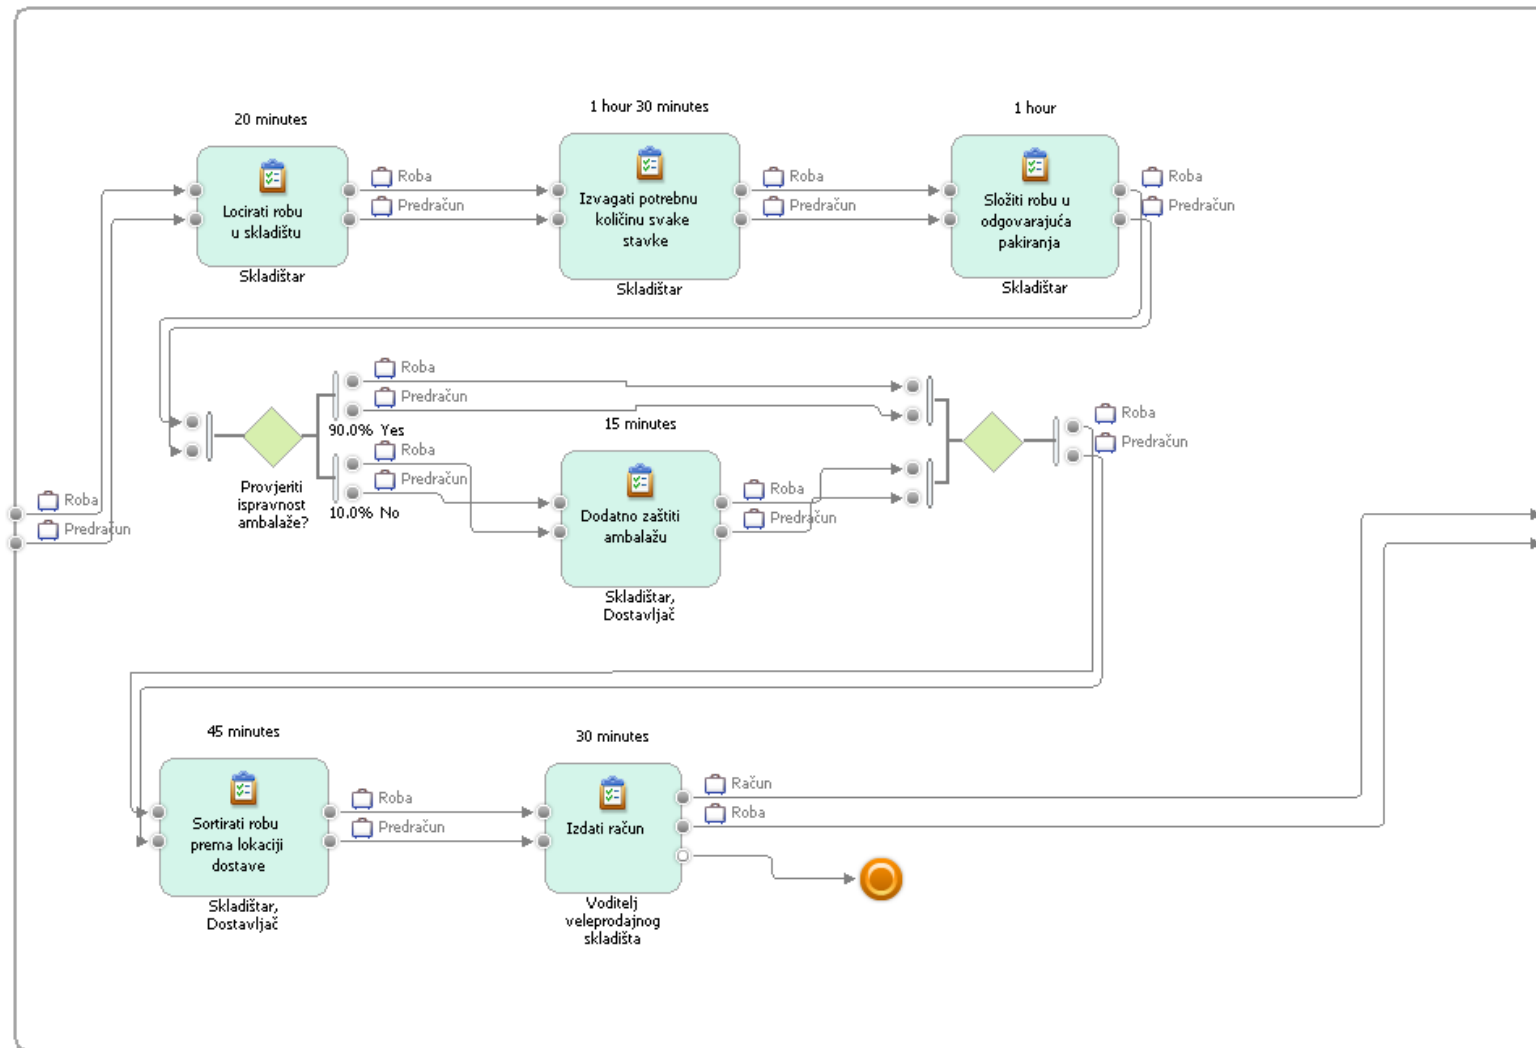 20 minutes
1 hour 30 minutes
1 hour
Locirati robu
u skladištu
Skladištar
Roba
Predračun
Izvagati potrebnu
količinu svake
stavke
Skladištar
Roba
Predračun
Složiti robu u
odgovarajuća
pakiranja
Skladištar
Roba
Predračun
Roba
Predračun
Provjeriti
ispravnost
ambalaže?
Roba
Predračun
90.0% Yes
Roba
Predračun
10.0% No
15 minutes
Dodatno zaštiti
ambalažu
Skladištar,
Dostavljač
Roba
Predračun
Roba
Predračun
45 minutes
Sortirati robu
prema lokaciji
dostave
Skladištar,
Dostavljač
Roba
Predračun
30 minutes
Izdati račun
Voditelj
veleprodajnog
skladišta
Račun
Roba